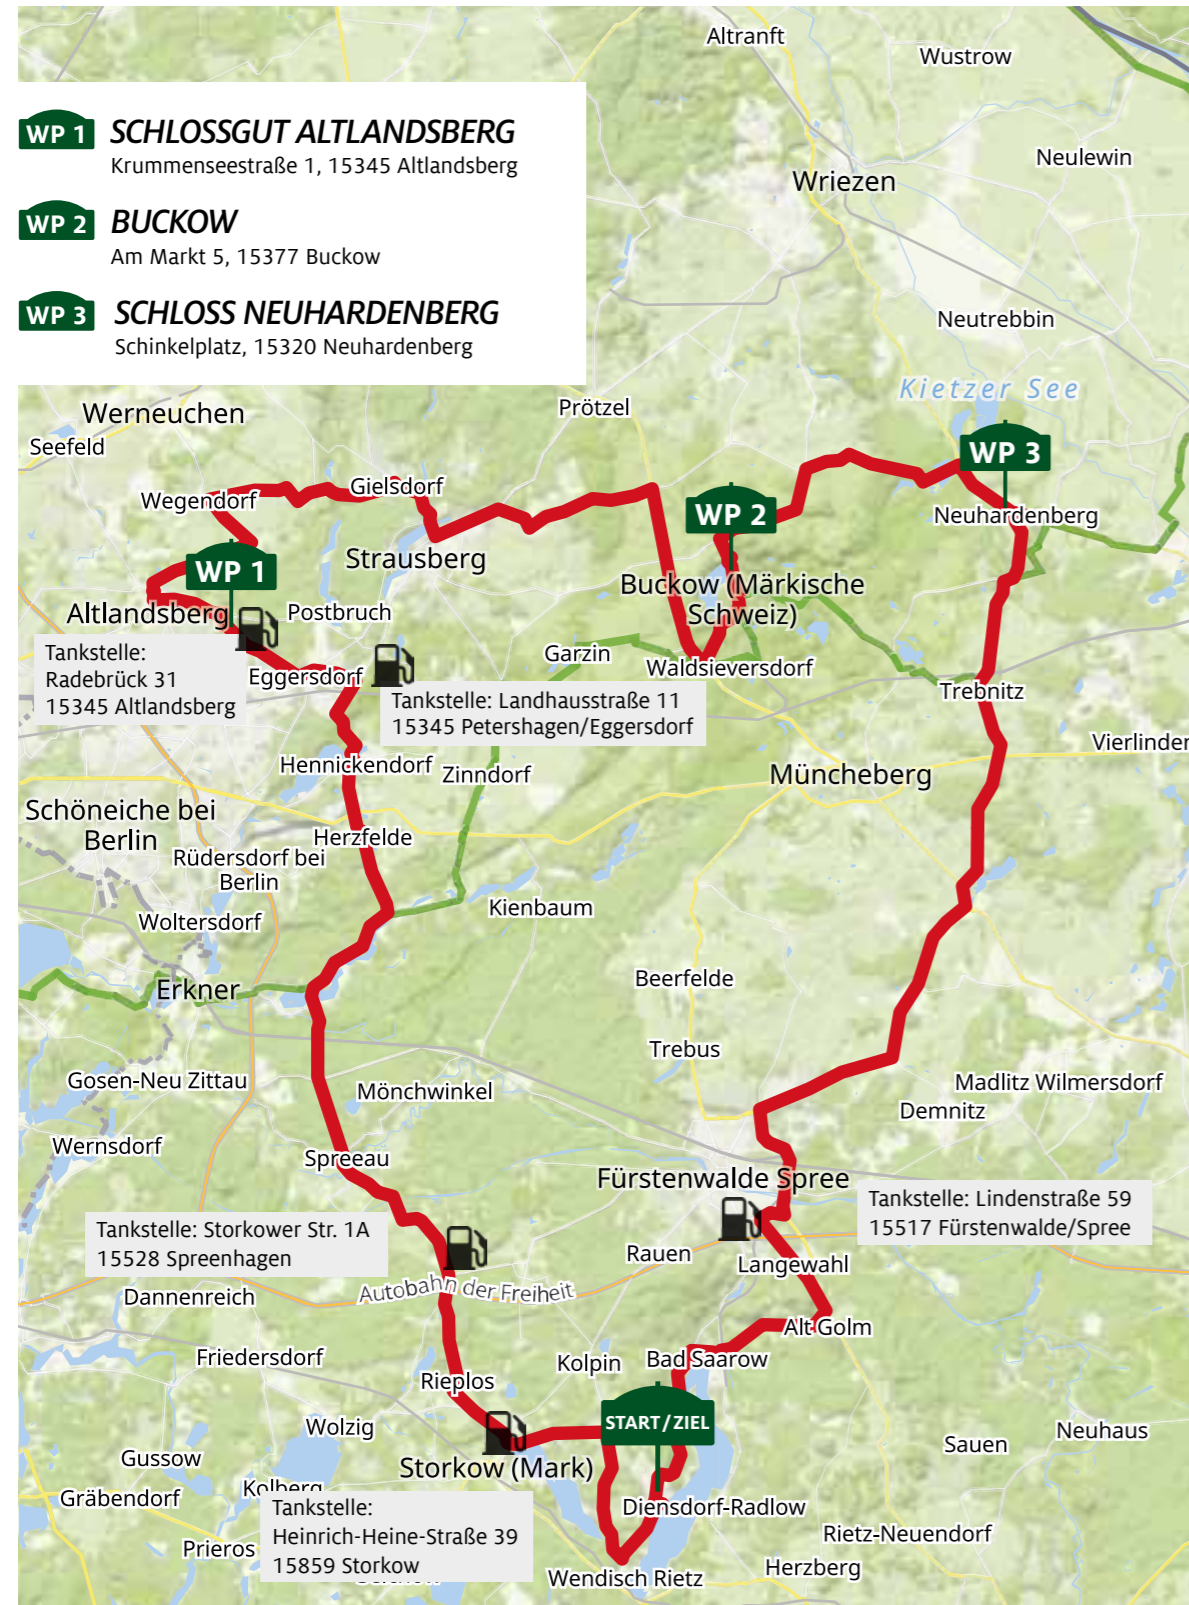 Altranft
Wustrow
WP 1 SCHLOSSGUT ALTLANDSBERG
Krummenseestraße 1, 15345 Altlandsberg
Neulewin
Wriezen
WP 2 BUCKOW
Am Markt 5, 15377 Buckow
WP 3 SCHLOSS NEUHARDENBERG
Schinkelplatz, 15320 Neuhardenberg
Neutrebbin
Kietzer See
Prötzel
Werneuchen
Seefeld
WP 3
Gielsdorf
Wegendorf
WP 2
Neuhardenberg
Strausberg
WP 1
Buckow (Märkische
Schweiz)
Altlandsberg
Postbruch
Tankstelle:
Radebrück 31
15345 Altlandsberg
Garzin
Waldsieversdorf
Eggersdorf
Trebnitz
Tankstelle: Landhausstraße 11
15345 Petershagen/Eggersdorf
Vierlinden
Hennickendorf
Zinndorf
Müncheberg
Schöneiche bei
Berlin
Herzfelde
Rüdersdorf bei
Berlin
Kienbaum
Woltersdorf
Beerfelde
Erkner
Trebus
Gosen-Neu Zittau
Mönchwinkel
Madlitz Wilmersdorf
Demnitz
Wernsdorf
Spreeau
Fürstenwalde Spree
Tankstelle: Lindenstraße 59
15517 Fürstenwalde/Spree
Tankstelle: Storkower Str. 1A
15528 Spreenhagen
Rauen
Langewahl
Autobahn der Freiheit
Dannenreich
Alt Golm
Friedersdorf
Kolpin
Bad Saarow
Rieplos
START/ZIEL
Wolzig
Neuhaus
Sauen
Gussow
Storkow (Mark)
Kolberg
Gräbendorf
Diensdorf-Radlow
Tankstelle:
Heinrich-Heine-Straße 39
15859 Storkow
Rietz-Neuendorf
Prieros
Herzberg
Wendisch Rietz